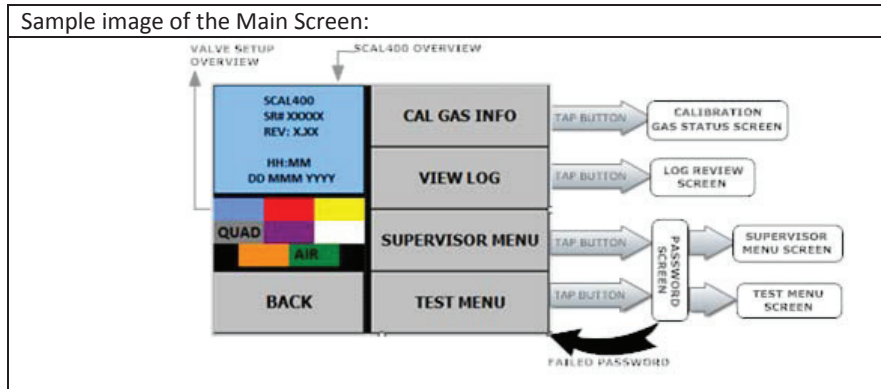 Sample image of the Main Screen:
VALVE SETUP
OVERVIEW
SCAL400 OVERVIEW
SCAL400
SR# XXXXX
REV: X.XX
HH:MM
DD MMM YYYY
QUAD
AIR
BACK
CAL GAS INFO
TAP BUTTON
CALIBRATION
GAS STATUS SCREEN
VIEW LOG
TAP BUTTON
LOG REVIEW
SCREEN
SUPERVISOR MENU
TAP BUTTON
PASSWORD
SCREEN
SUPERVISOR
MENU SCREEN
TEST MENU
TAP BUTTON
TEST MENU
SCREEN
FAILED PASSWORD